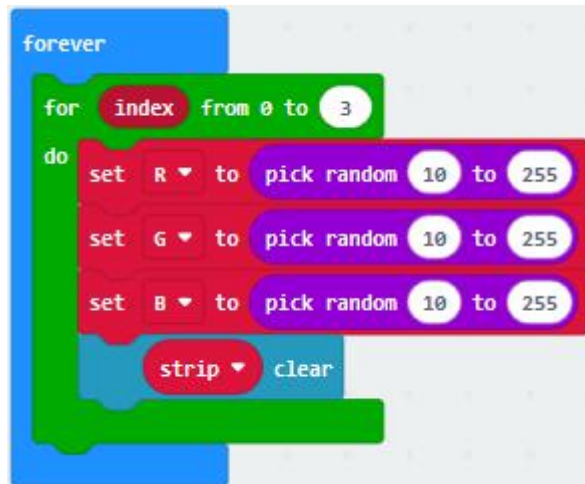 forever
for index from 0 to 3
do
set R to pick random 10 to 255
set G to pick random 10 to 255
set B to pick random 10 to 255
strip clear